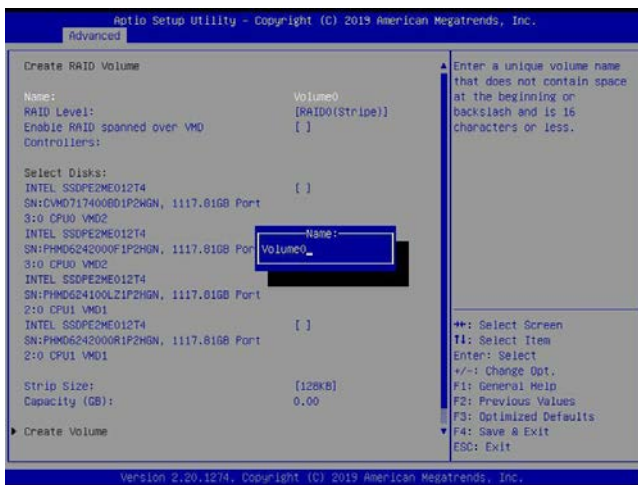 Aptio Setup Utility - Copyright (C) 2019 American Megatrends, Inc.
Advanced
Create RAID Volume
Name: Volume0
RAID Level: [RAID0(Stripe)]
Enable RAID spanned over VMD [ ]
Controllers:
Select Disks:
INTEL SSDPE2ME012T4 [ ]
SN:CVMD717400BD1P2WGN, 1117.81GB Port
3:0 CPU0 VMD2
INTEL SSDPE2ME012T4
SN:PHMD6242000F1P2HGN, 1117.81GB Por
3:0 CPU0 VMD2
INTEL SSDPE2ME012T4
SN:PHMD624100LZ1P2HGN, 1117.81GB Port
2:0 CPU1 VMD1
INTEL SSDPE2ME012T4 [ ]
SN:PHMD6242000R1P2HGN, 1117.81GB Port
2:0 CPU1 VMD1
Strip Size: [128KB]
Capacity (GB): 0.00
Create Volume
Name:
Volume0_
Enter a unique volume name
that does not contain space
at the beginning or
backslash and is 16
characters or less.
→←: Select Screen
↑↓: Select Item
Enter: Select
+/-: Change Opt.
F1: General Help
F2: Previous Values
F3: Optimized Defaults
F4: Save & Exit
ESC: Exit
Version 2.20.1274. Copyright (C) 2019 American Megatrends, Inc.